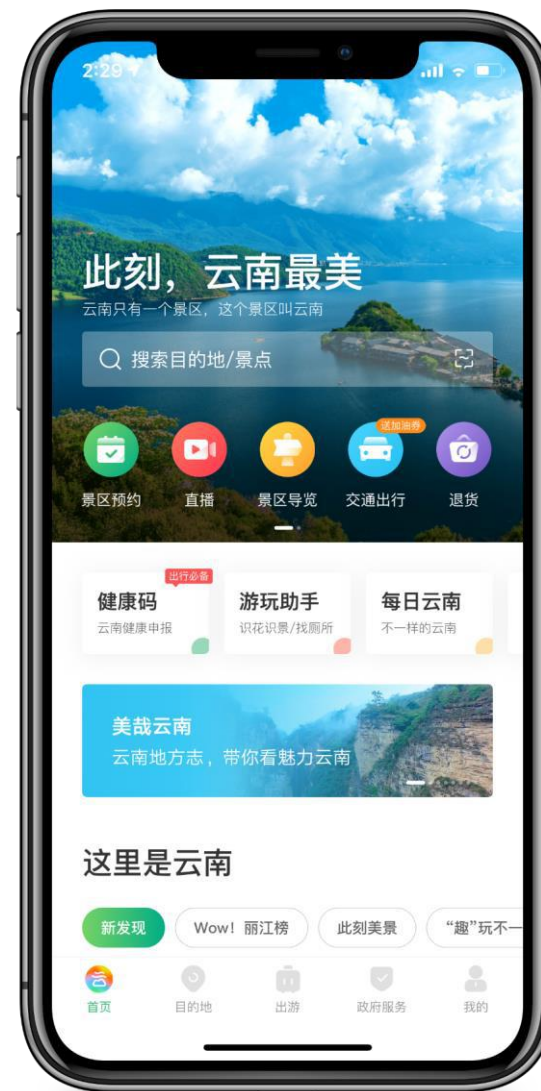 2:29
此刻，云南最美
云南只有一个景区，这个景区叫云南
搜索目的地/景点
送加油券
景区预约 直播 景区导览 交通出行 退货
出行必备
健康码 游玩助手 每日云南
云南健康申报 识花识景/找厕所 不一样的云南
美哉云南
云南地方志，带你看魅力云南
这里是云南
新发现 Wow！丽江榜 此刻美景 “趣”玩不一
首页 目的地 出游 政府服务 我的